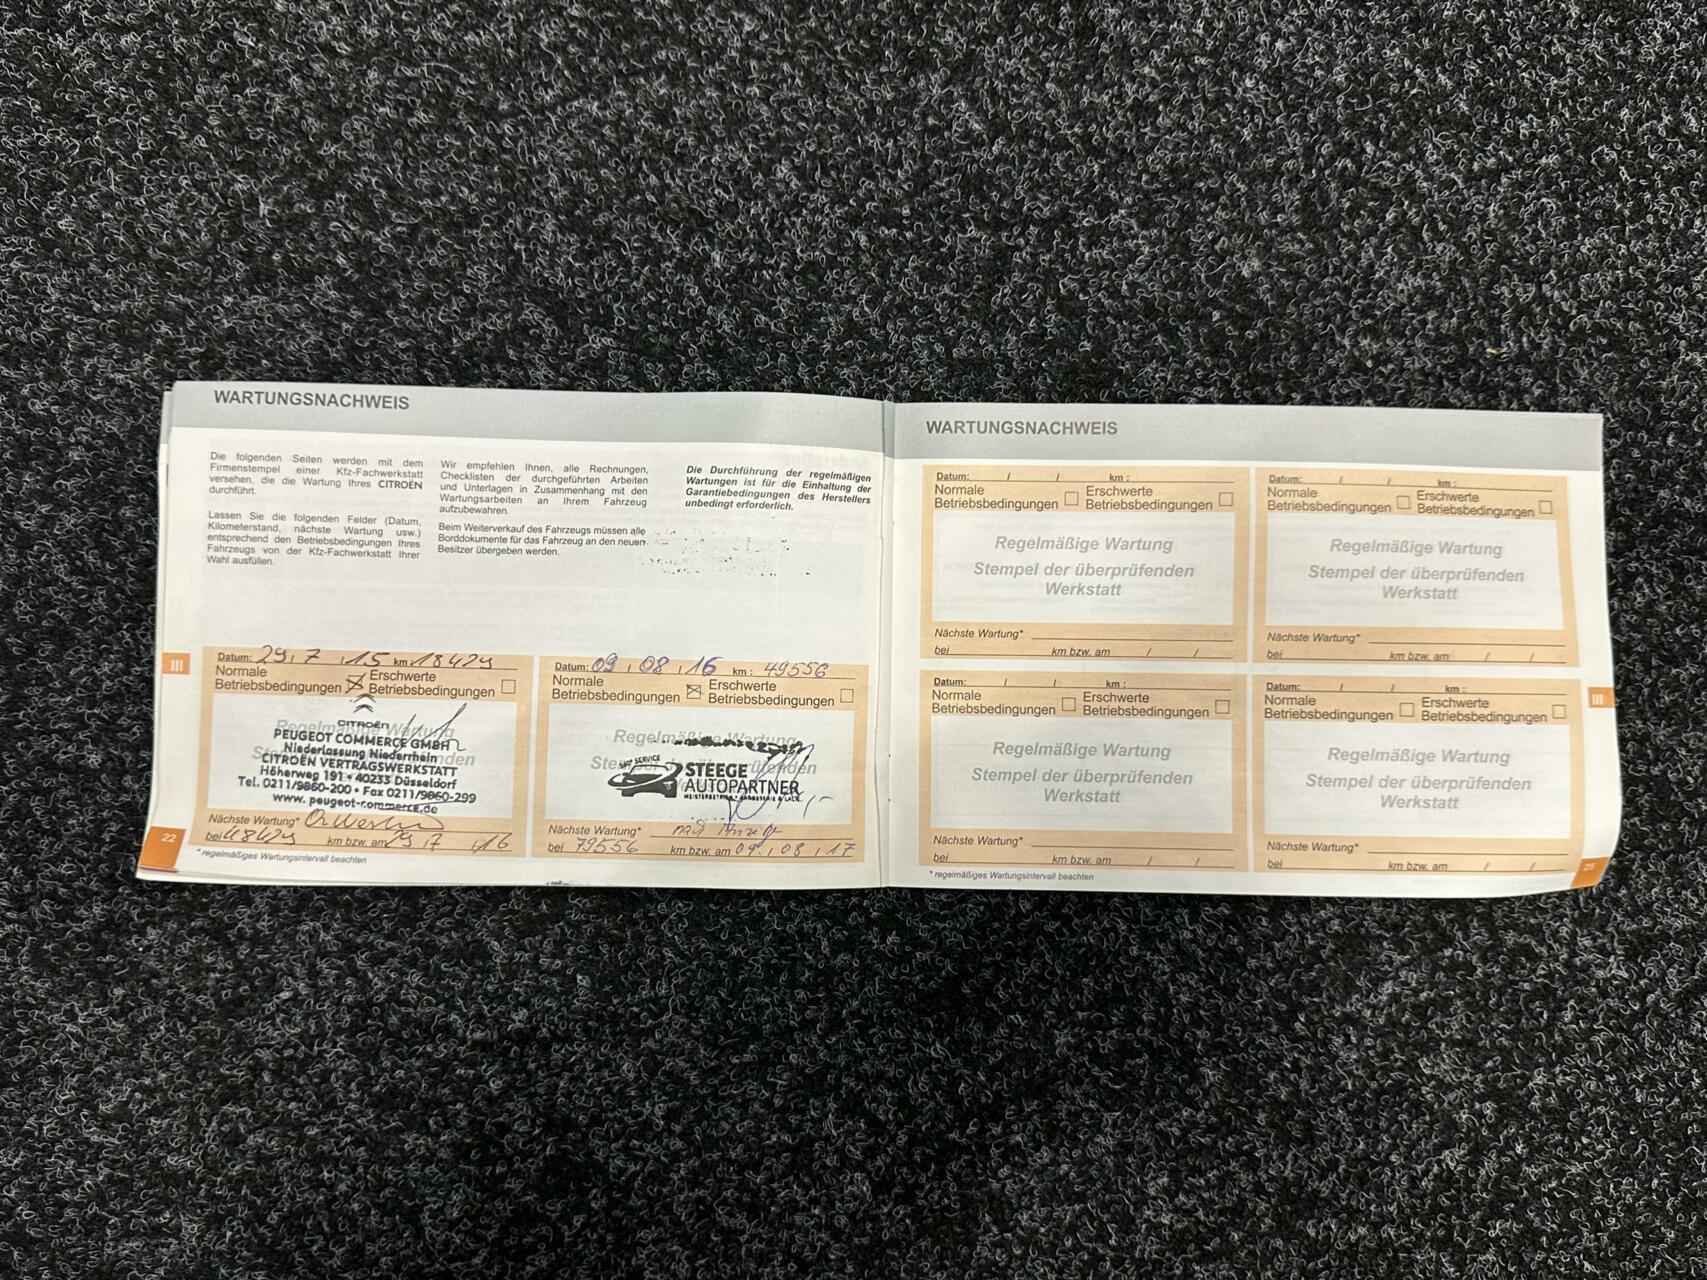 WARTUNGSNACHWEIS
Die folgenden Seiten werden mit dem
Firmenstempel einer Kfz-Fachwerkstatt
versehen, die die Wartung Ihres CITROËN
durchführt.
Lassen Sie die folgenden Felder (Datum,
Kilometerstand, nächste Wartung usw.)
entsprechend den Betriebsbedingungen Ihres
Fahrzeugs von der Kfz-Fachwerkstatt Ihrer
Wahl ausfüllen.
Wir empfehlen Ihnen, alle Rechnungen,
Checklisten der durchgeführten Arbeiten
und Unterlagen in Zusammenhang mit den
Wartungsarbeiten an Ihrem Fahrzeug
aufzubewahren.
Beim Weiterverkauf des Fahrzeugs müssen alle
Borddokumente für das Fahrzeug an den neuen
Besitzer übergeben werden.
Die Durchführung der regelmäßigen
Wartungen ist für die Einhaltung der
Garantiebedingungen des Herstellers
unbedingt erforderlich.
III
Datum: 29.7.15 km 18429
Normale Betriebsbedingungen
Erschwerte Betriebsbedingungen
Regelmäßige Wartung
CITROËN
PEUGEOT COMMERCE GMBH
Niederlassung Niederrhein
CITROËN VERTRAGSWERKSTATT
Höherweg 191 • 40233 Düsseldorf
Tel. 0211/9860-200 • Fax 0211/9860-299
www.peugeot-commerce.de
Nächste Wartung*
bei 48429 km bzw. am 29 7 16
Datum: 09.08.16 km: 49556
Normale Betriebsbedingungen
Erschwerte Betriebsbedingungen
Regelmäßige Wartung
SERVICE
STEEGE
AUTOPARTNER
Nächste Wartung*
bei 79556 km bzw. am 09.08.17
22
* regelmäßiges Wartungsintervall beachten
WARTUNGSNACHWEIS
Datum: / / km :
Normale Betriebsbedingungen
Erschwerte Betriebsbedingungen
Regelmäßige Wartung
Stempel der überprüfenden
Werkstatt
Nächste Wartung*
bei km bzw. am / /
Datum: / / km :
Normale Betriebsbedingungen
Erschwerte Betriebsbedingungen
Regelmäßige Wartung
Stempel der überprüfenden
Werkstatt
Nächste Wartung*
bei km bzw. am / /
Datum: / / km :
Normale Betriebsbedingungen
Erschwerte Betriebsbedingungen
Regelmäßige Wartung
Stempel der überprüfenden
Werkstatt
Nächste Wartung*
bei km bzw. am / /
Datum: / / km :
Normale Betriebsbedingungen
Erschwerte Betriebsbedingungen
Regelmäßige Wartung
Stempel der überprüfenden
Werkstatt
Nächste Wartung*
bei km bzw. am / /
III
* regelmäßiges Wartungsintervall beachten